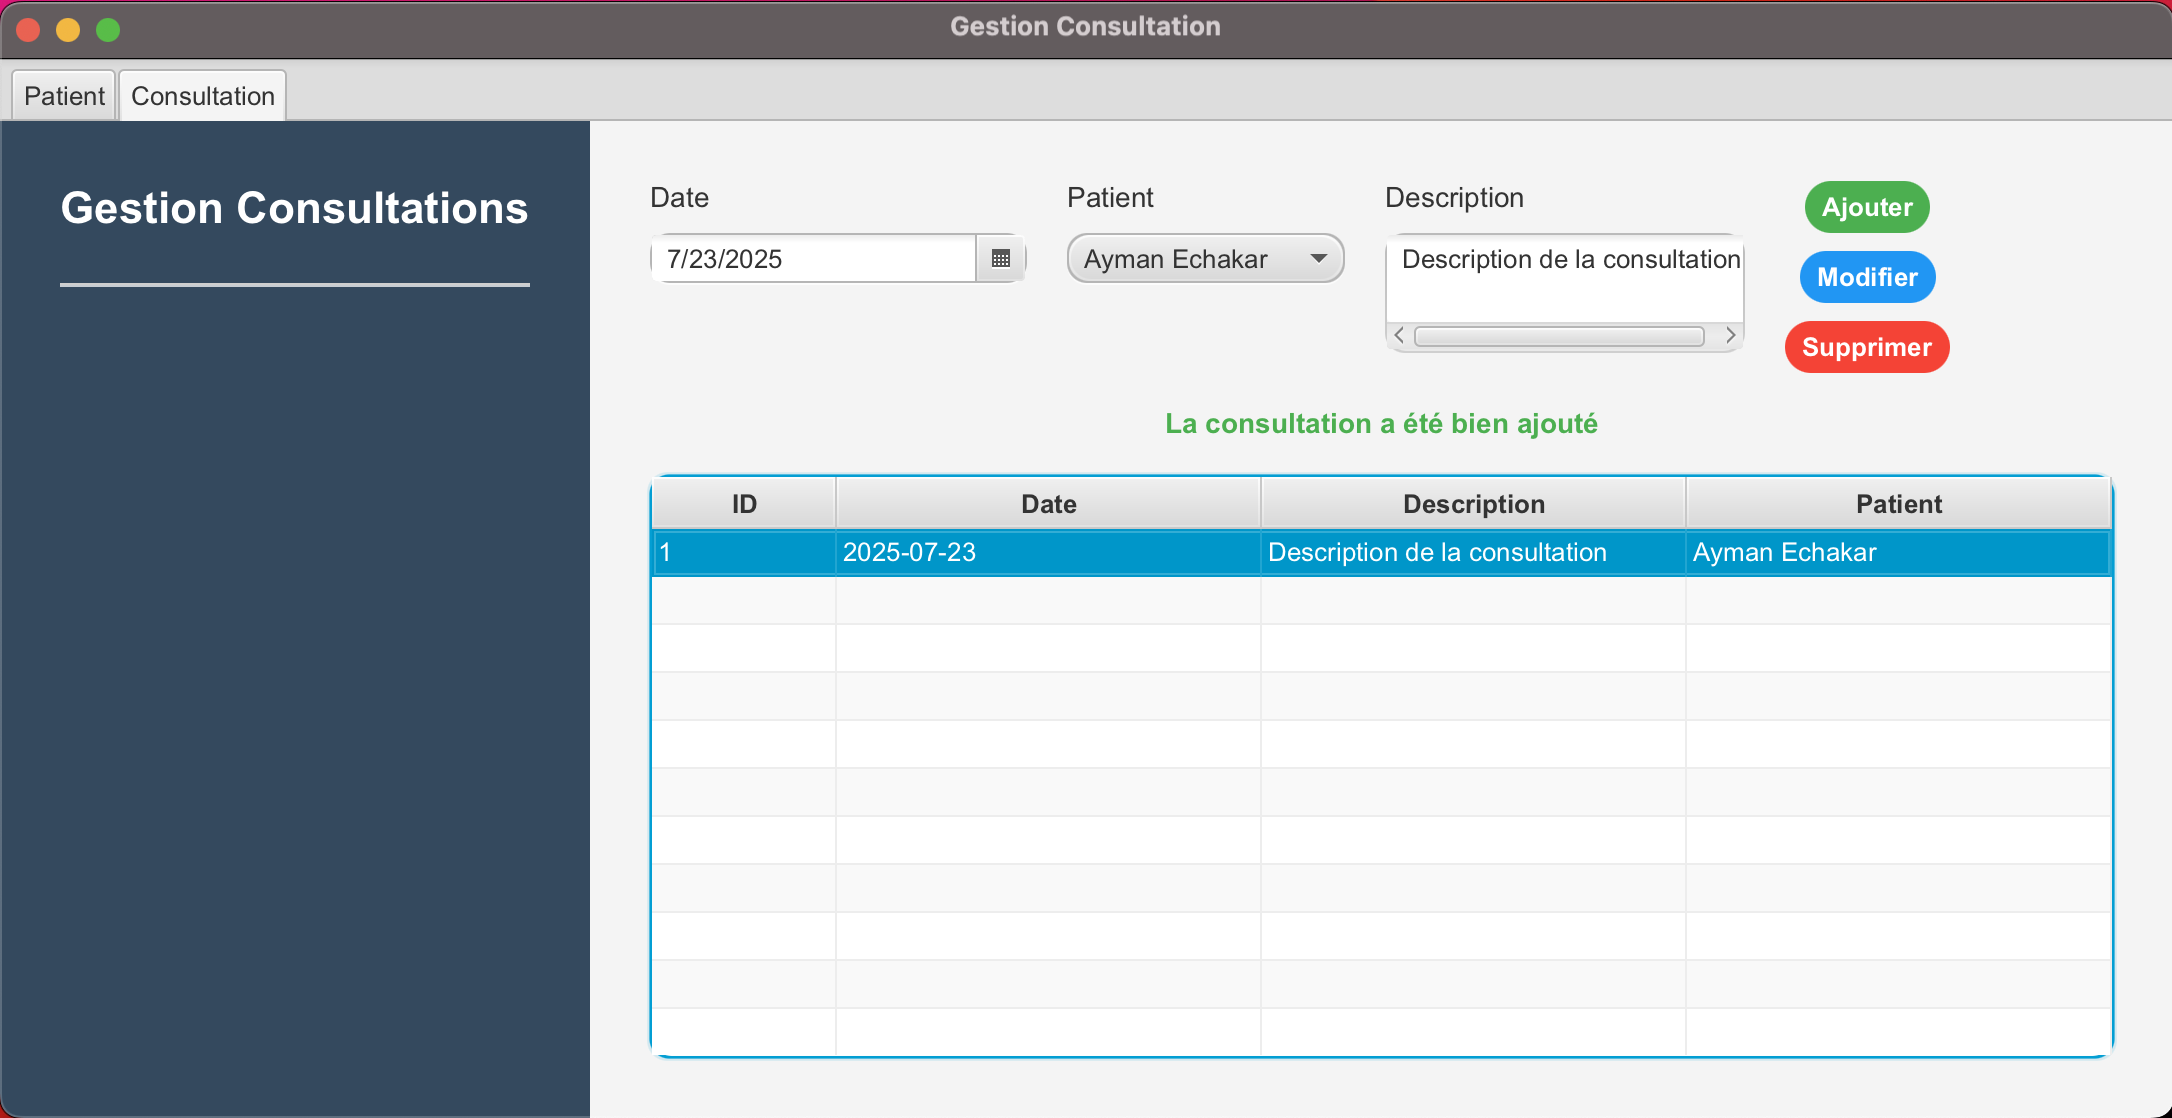 Gestion Consultation
Patient
Consultation
Gestion Consultations
Date
Patient
Description
7/23/2025
Ayman Echakar
Description de la consultation
Ajouter
Modifier
Supprimer
La consultation a été bien ajouté
ID Date Description Patient
1 2025-07-23 Description de la consultation Ayman Echakar